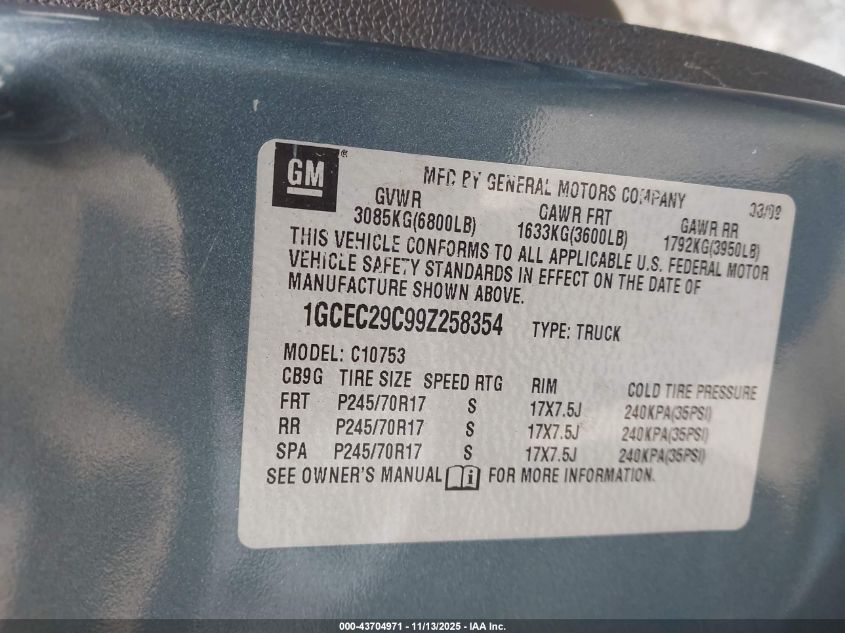 GM
MFD BY GENERAL MOTORS COMPANY
03/09
GVWR
GAWR FRT
GAWR RR
3085KG(6800LB)
1633KG(3600LB)
1792KG(3950LB)
THIS VEHICLE CONFORMS TO ALL APPLICABLE U.S. FEDERAL MOTOR
VEHICLE SAFETY STANDARDS IN EFFECT ON THE DATE OF
MANUFACTURE SHOWN ABOVE.
1GCEC29C99Z258354 TYPE: TRUCK
MODEL: C10753
CB9G TIRE SIZE SPEED RTG RIM COLD TIRE PRESSURE
FRT P245/70R17 S 17X7.5J 240KPA(35PSI)
RR P245/70R17 S 17X7.5J 240KPA(35PSI)
SPA P245/70R17 S 17X7.5J 240KPA(35PSI)
SEE OWNER'S MANUAL FOR MORE INFORMATION.
000-43704971 - 11/13/2025 - IAA Inc.